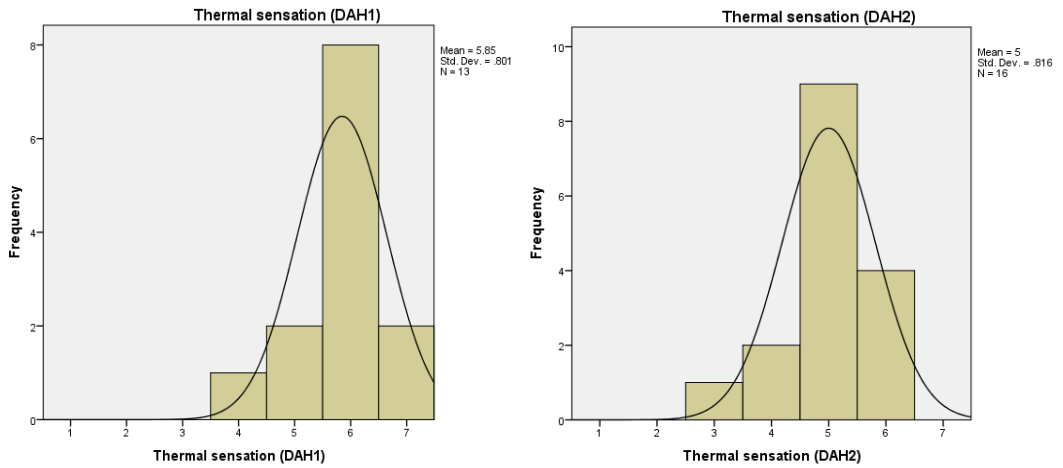 Thermal sensation (DAH1)
Mean = 5.85
Std. Dev. = .801
N = 13
8
6
4
2
0
Frequency
1 2 3 4 5 6 7
Thermal sensation (DAH1)
Thermal sensation (DAH2)
Mean = 5
Std. Dev. = .816
N = 16
10
8
6
4
2
0
Frequency
1 2 3 4 5 6 7
Thermal sensation (DAH2)